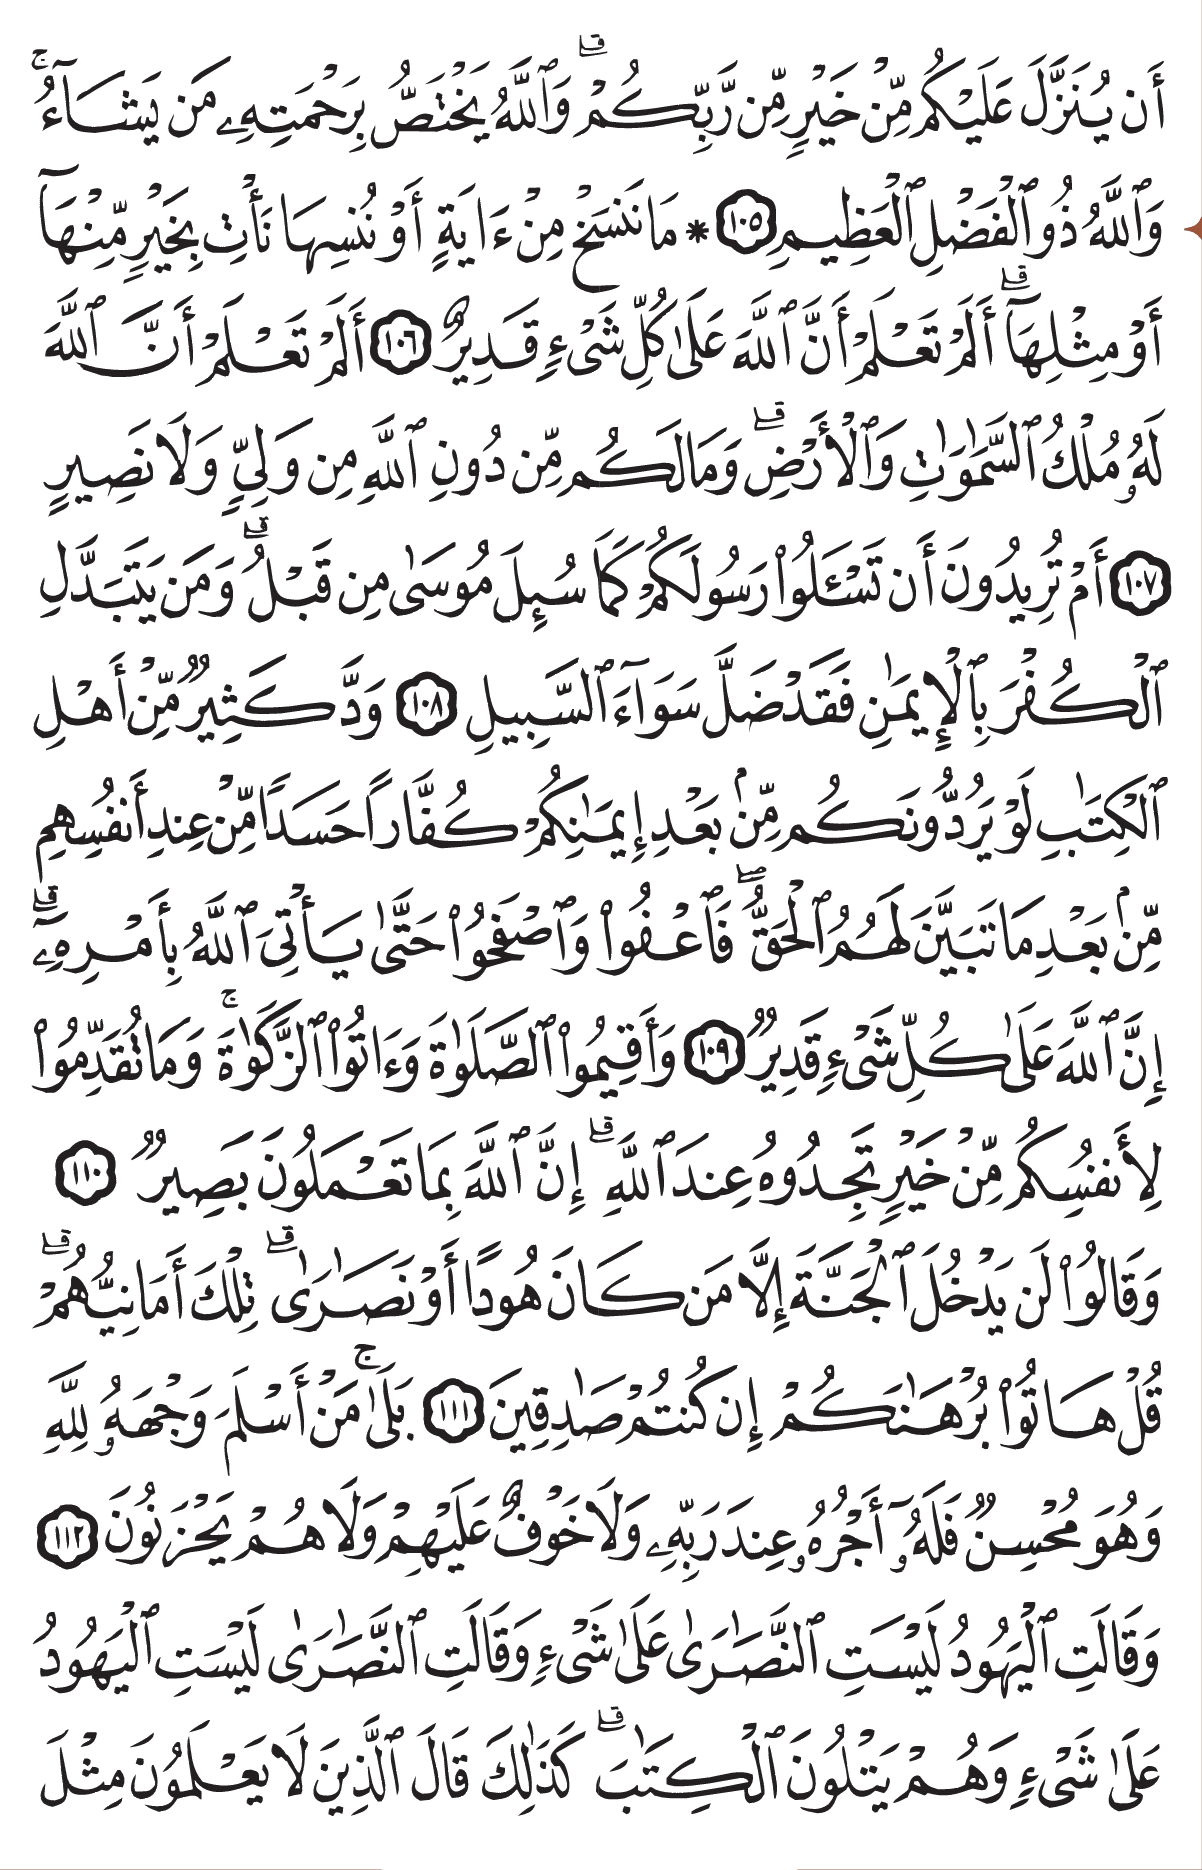 أَن يُنَزَّلَ عَلَيْكُم مِّنْ خَيْرٍ مِّن رَّبِّكُمْ ۗ وَٱللَّهُ يَخْتَصُّ بِرَحْمَتِهِۦ مَن يَشَآءُ ۚ
وَٱللَّهُ ذُو ٱلْفَضْلِ ٱلْعَظِيمِ ١٠٥ * مَا نَنسَخْ مِنْ ءَايَةٍ أَوْ نُنسِهَا نَأْتِ بِخَيْرٍ مِّنْهَآ
أَوْ مِثْلِهَآ ۗ أَلَمْ تَعْلَمْ أَنَّ ٱللَّهَ عَلَىٰ كُلِّ شَىْءٍ قَدِيرٌ ١٠٦ أَلَمْ تَعْلَمْ أَنَّ ٱللَّهَ
لَهُۥ مُلْكُ ٱلسَّمَٰوَٰتِ وَٱلْأَرْضِ ۗ وَمَا لَكُم مِّن دُونِ ٱللَّهِ مِن وَلِىٍّ وَلَا نَصِيرٍ
١٠٧ أَمْ تُرِيدُونَ أَن تَسْـَٔلُوا۟ رَسُولَكُمْ كَمَا سُئِلَ مُوسَىٰ مِن قَبْلُ ۗ وَمَن يَتَبَدَّلِ
ٱلْكُفْرَ بِٱلْإِيمَٰنِ فَقَدْ ضَلَّ سَوَآءَ ٱلسَّبِيلِ ١٠٨ وَدَّ كَثِيرٌ مِّنْ أَهْلِ
ٱلْكِتَٰبِ لَوْ يَرُدُّونَكُم مِّنۢ بَعْدِ إِيمَٰنِكُمْ كُفَّارًا حَسَدًا مِّنْ عِندِ أَنفُسِهِم
مِّنۢ بَعْدِ مَا تَبَيَّنَ لَهُمُ ٱلْحَقُّ ۖ فَٱعْفُوا۟ وَٱصْفَحُوا۟ حَتَّىٰ يَأْتِىَ ٱللَّهُ بِأَمْرِهِۦٓ ۗ
إِنَّ ٱللَّهَ عَلَىٰ كُلِّ شَىْءٍ قَدِيرٌ ١٠٩ وَأَقِيمُوا۟ ٱلصَّلَوٰةَ وَءَاتُوا۟ ٱلزَّكَوٰةَ ۚ وَمَا تُقَدِّمُوا۟
لِأَنفُسِكُم مِّنْ خَيْرٍ تَجِدُوهُ عِندَ ٱللَّهِ ۗ إِنَّ ٱللَّهَ بِمَا تَعْمَلُونَ بَصِيرٌ ١١٠
وَقَالُوا۟ لَن يَدْخُلَ ٱلْجَنَّةَ إِلَّا مَن كَانَ هُودًا أَوْ نَصَٰرَىٰ ۗ تِلْكَ أَمَانِيُّهُمْ ۗ
قُلْ هَاتُوا۟ بُرْهَٰنَكُمْ إِن كُنتُمْ صَٰدِقِينَ ١١١ بَلَىٰ ۚ مَنْ أَسْلَمَ وَجْهَهُۥ لِلَّهِ
وَهُوَ مُحْسِنٌ فَلَهُۥٓ أَجْرُهُۥ عِندَ رَبِّهِۦ وَلَا خَوْفٌ عَلَيْهِمْ وَلَا هُمْ يَحْزَنُونَ ١١٢
وَقَالَتِ ٱلْيَهُودُ لَيْسَتِ ٱلنَّصَٰرَىٰ عَلَىٰ شَىْءٍ وَقَالَتِ ٱلنَّصَٰرَىٰ لَيْسَتِ ٱلْيَهُودُ
عَلَىٰ شَىْءٍ وَهُمْ يَتْلُونَ ٱلْكِتَٰبَ ۗ كَذَٰلِكَ قَالَ ٱلَّذِينَ لَا يَعْلَمُونَ مِثْلَ